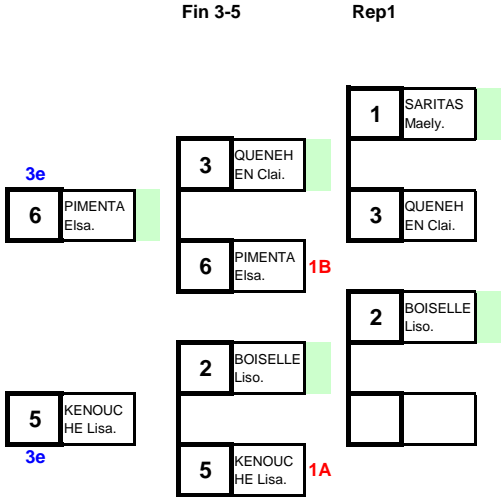 Fin 3-5
Rep1
1
SARITAS
Maely.
3
QUENEH
EN Clai.
3e
6
PIMENTA
Elsa.
3
QUENEH
EN Clai.
6
PIMENTA
Elsa.
1B
2
BOISELLE
Liso.
2
BOISELLE
Liso.
5
KENOUC
HE Lisa.
3e
5
KENOUC
HE Lisa.
1A